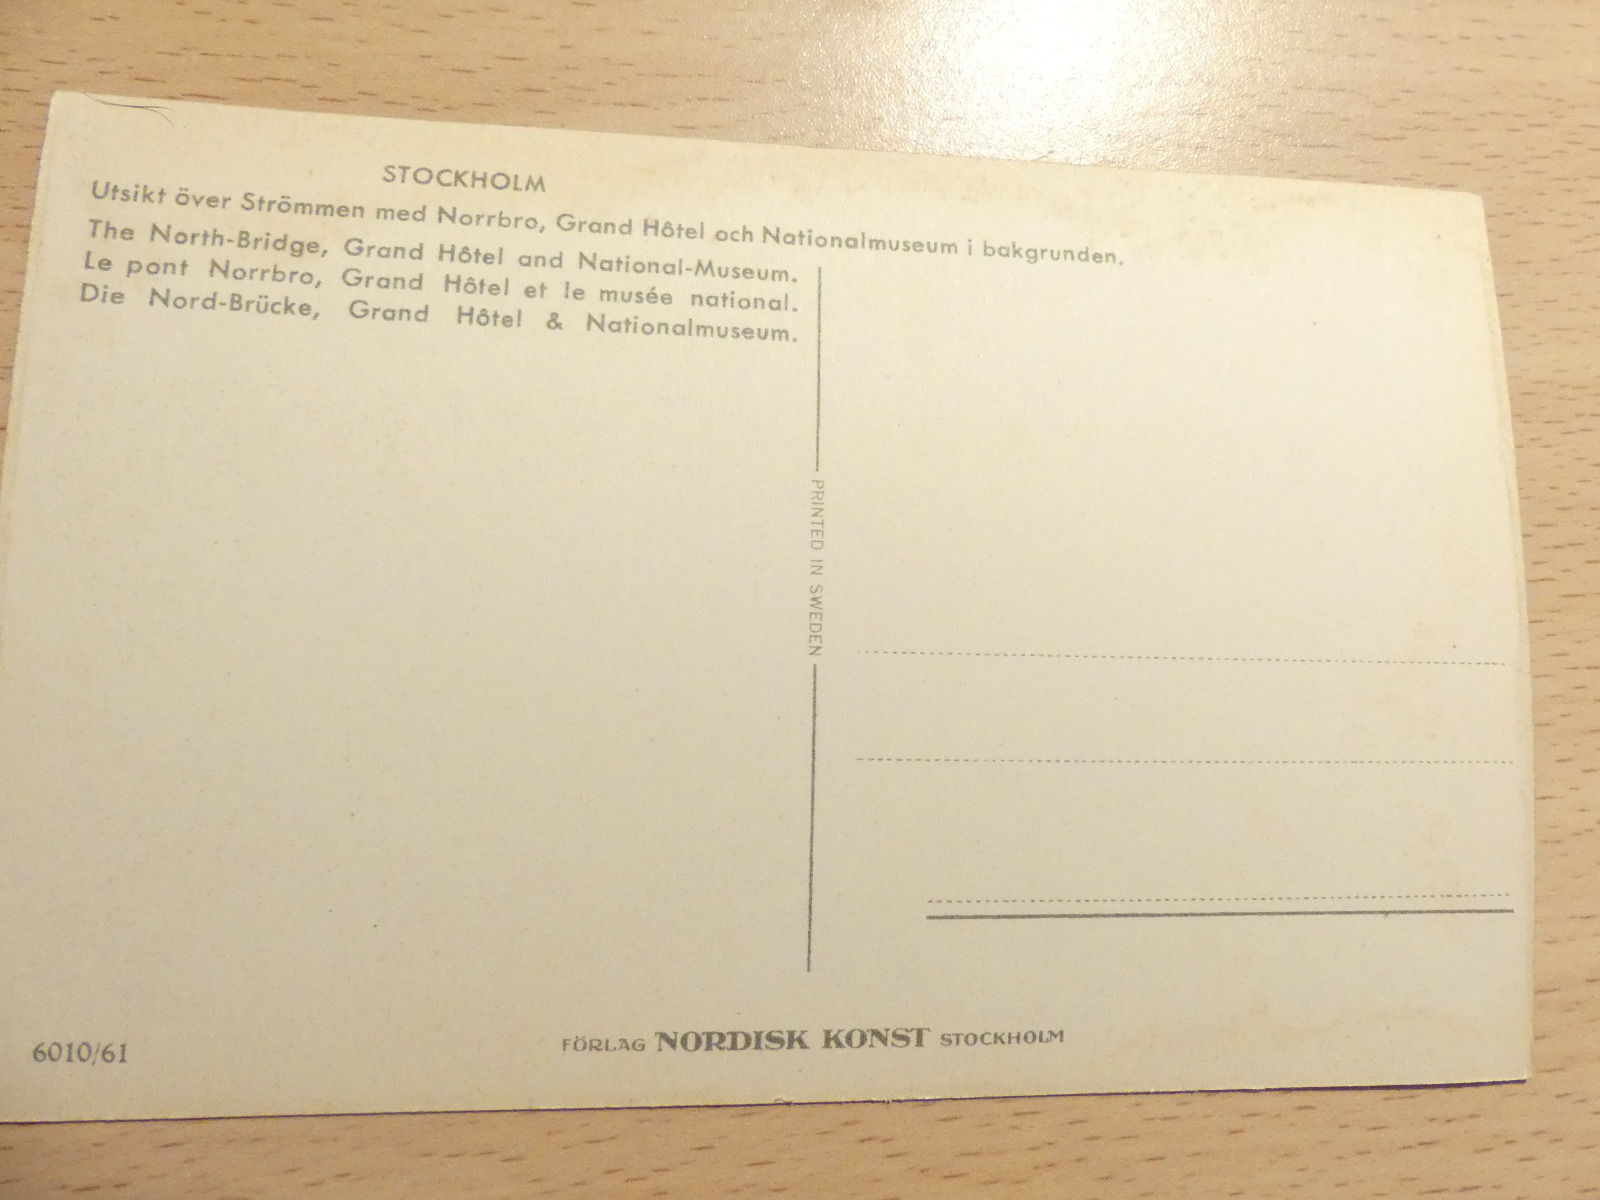 STOCKHOLM
Utsikt över Strömmen med Norrbro, Grand Hôtel och Nationalmuseum i bakgrunden.
The North-Bridge, Grand Hôtel and National-Museum.
Le pont Norrbro, Grand Hôtel et le musée national.
Die Nord-Brücke, Grand Hôtel & Nationalmuseum.
PRINTED IN SWEDEN
6010/61
FÖRLAG NORDISK KONST STOCKHOLM